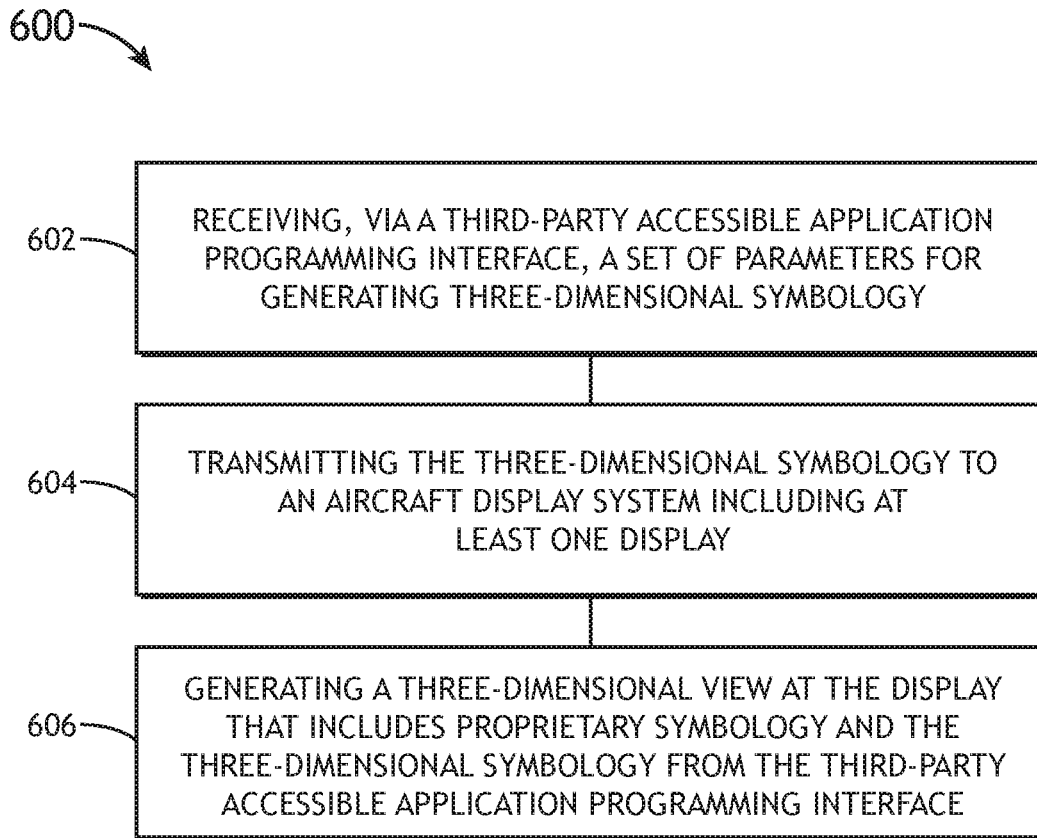 600
602
RECEIVING, VIA A THIRD-PARTY ACCESSIBLE APPLICATION
PROGRAMMING INTERFACE, A SET OF PARAMETERS FOR
GENERATING THREE-DIMENSIONAL SYMBOLOGY
604
TRANSMITTING THE THREE-DIMENSIONAL SYMBOLOGY TO
AN AIRCRAFT DISPLAY SYSTEM INCLUDING AT
LEAST ONE DISPLAY
606
GENERATING A THREE-DIMENSIONAL VIEW AT THE DISPLAY
THAT INCLUDES PROPRIETARY SYMBOLOGY AND THE
THREE-DIMENSIONAL SYMBOLOGY FROM THE THIRD-PARTY
ACCESSIBLE APPLICATION PROGRAMMING INTERFACE